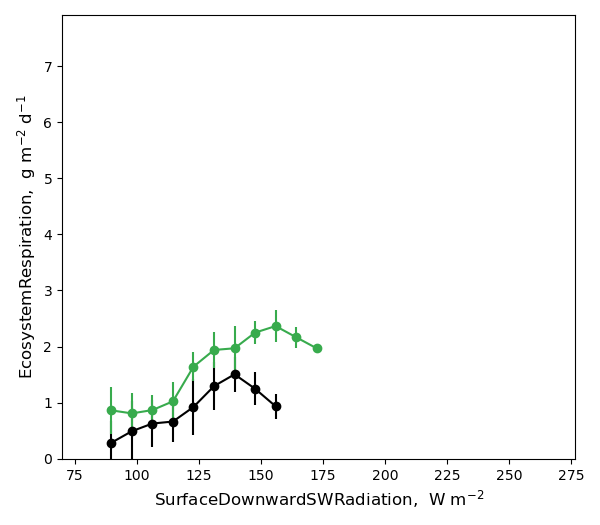 EcosystemRespiration, g m⁻² d⁻¹
7
6
5
4
3
2
1
0
75 100 125 150 175 200 225 250 275
SurfaceDownwardSWRadiation, W m⁻²